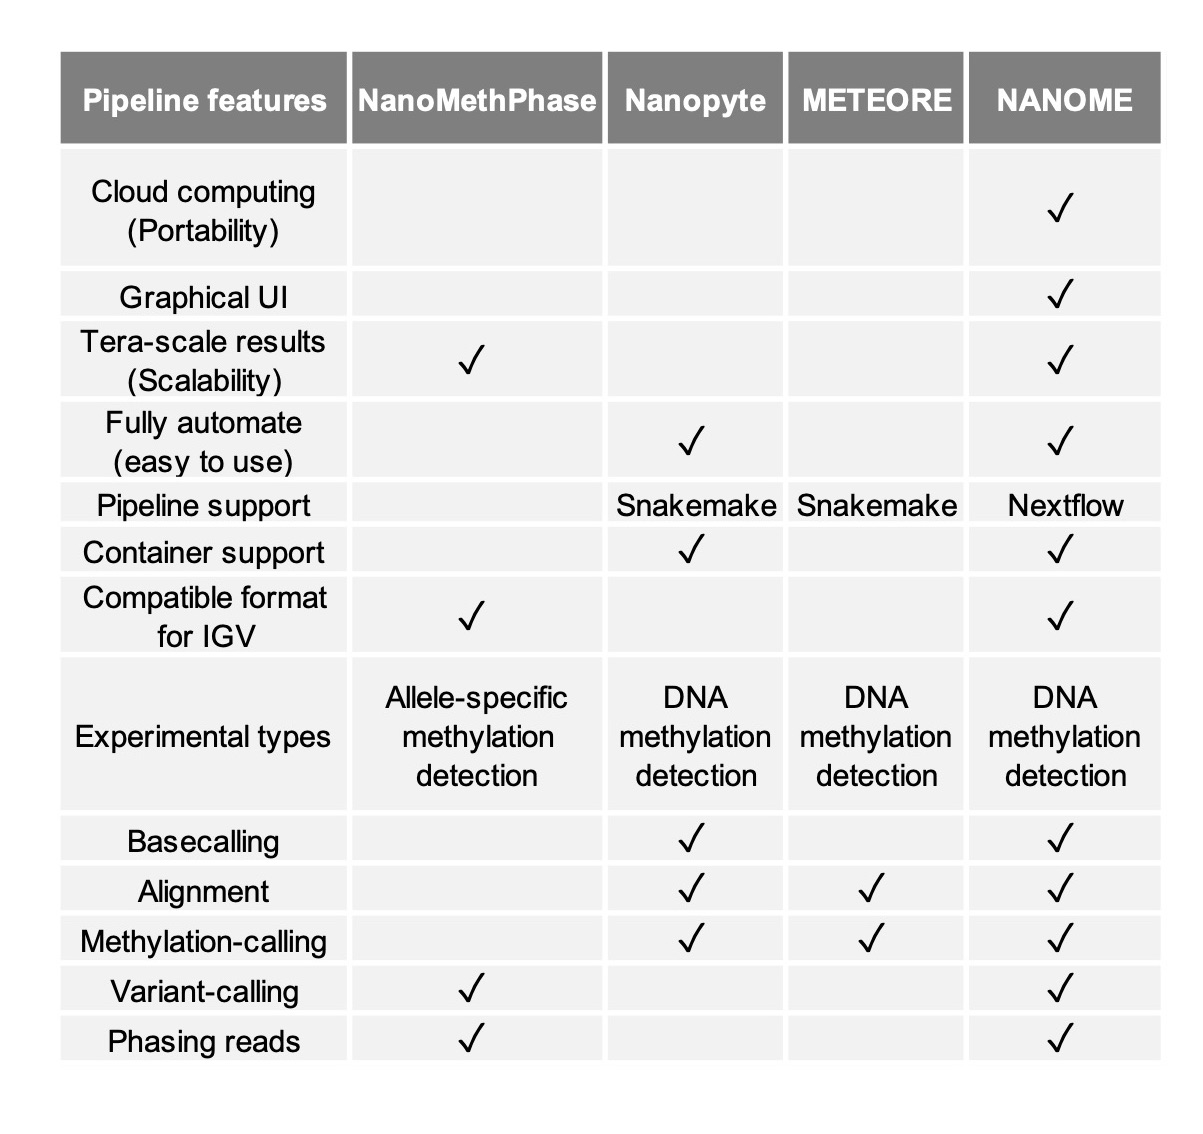 Pipeline features NanoMethPhase Nanopyte METEORE NANOME
Cloud computing
(Portability) ✓
Graphical UI ✓
Tera-scale results
(Scalability) ✓ ✓
Fully automate
(easy to use) ✓ ✓
Pipeline support Snakemake Snakemake Nextflow
Container support ✓ ✓
Compatible format
for IGV ✓ ✓
Experimental types
Allele-specific
methylation
detection
DNA
methylation
detection
DNA
methylation
detection
DNA
methylation
detection
Basecalling ✓ ✓
Alignment ✓ ✓ ✓
Methylation-calling ✓ ✓ ✓
Variant-calling ✓ ✓
Phasing reads ✓ ✓